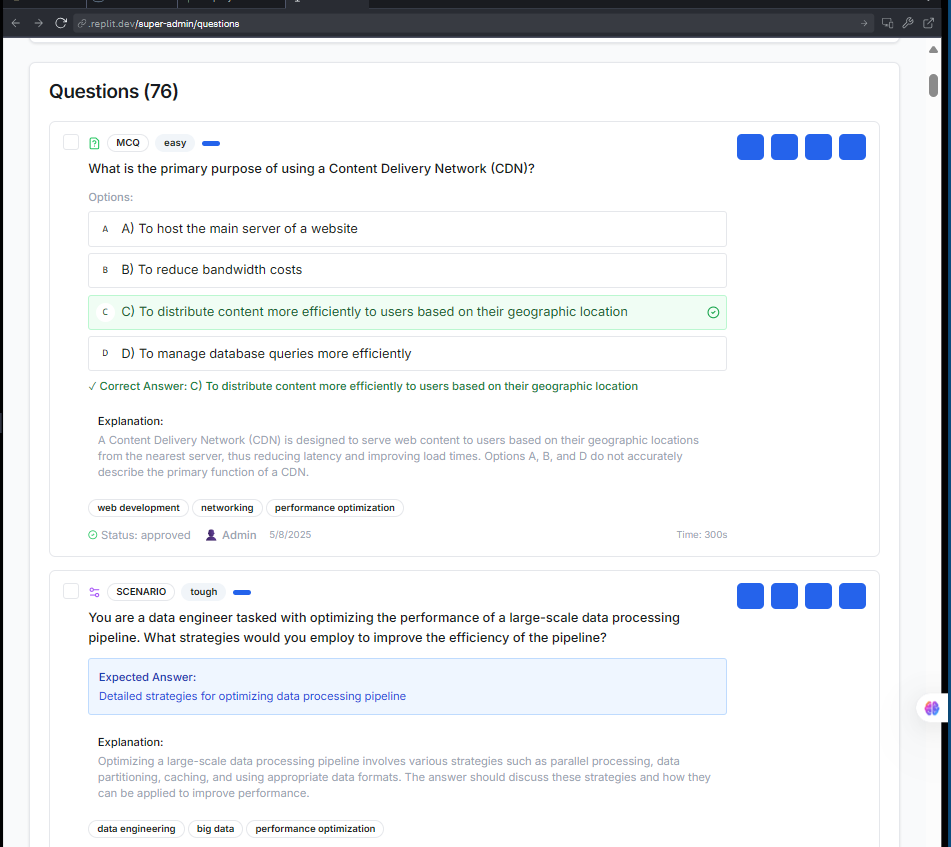 .replit.dev/super-admin/questions
Questions (76)
MCQ easy
What is the primary purpose of using a Content Delivery Network (CDN)?
Options:
A A) To host the main server of a website
B B) To reduce bandwidth costs
C C) To distribute content more efficiently to users based on their geographic location
D D) To manage database queries more efficiently
✓ Correct Answer: C) To distribute content more efficiently to users based on their geographic location
Explanation:
A Content Delivery Network (CDN) is designed to serve web content to users based on their geographic locations
from the nearest server, thus reducing latency and improving load times. Options A, B, and D do not accurately
describe the primary function of a CDN.
web development networking performance optimization
Status: approved Admin 5/8/2025 Time: 300s
SCENARIO tough
You are a data engineer tasked with optimizing the performance of a large-scale data processing
pipeline. What strategies would you employ to improve the efficiency of the pipeline?
Expected Answer:
Detailed strategies for optimizing data processing pipeline
Explanation:
Optimizing a large-scale data processing pipeline involves various strategies such as parallel processing, data
partitioning, caching, and using appropriate data formats. The answer should discuss these strategies and how they
can be applied to improve performance.
data engineering big data performance optimization